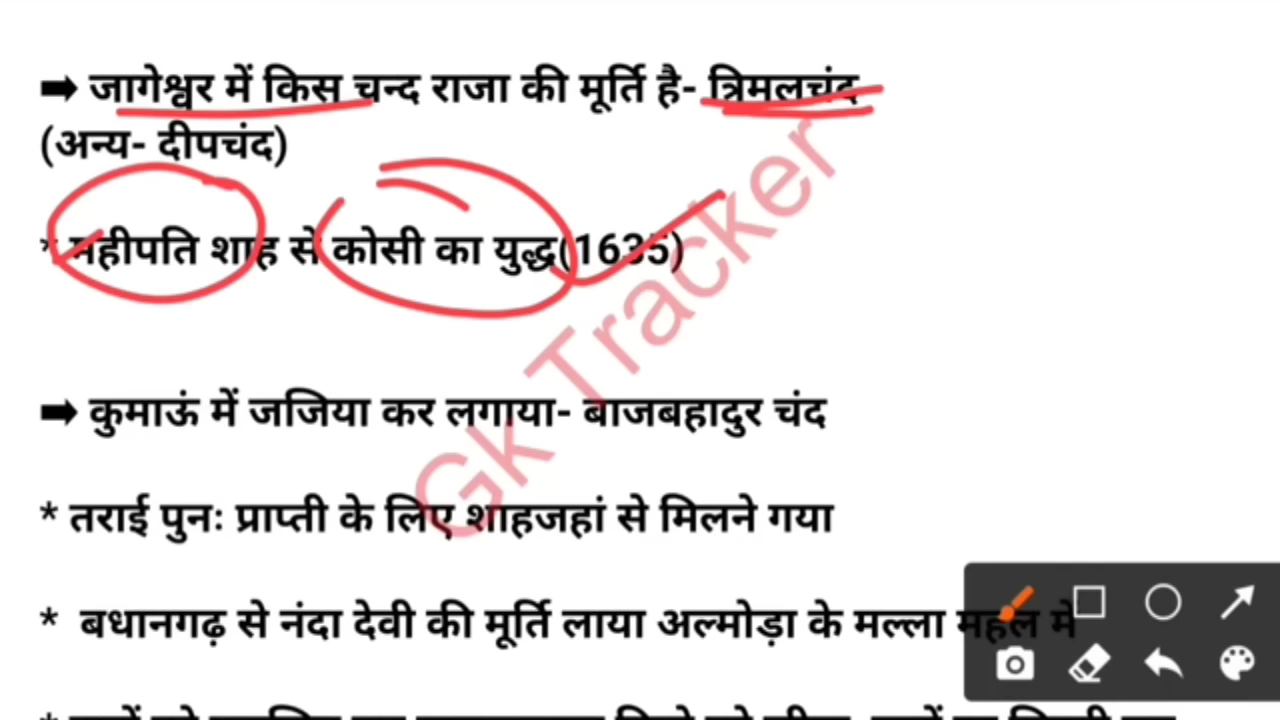 ➡ जागेश्वर में किस चन्द राजा की मूर्ति है- त्रिमलचंद
(अन्य- दीपचंद)
* महीपति शाह से कोसी का युद्ध(1635)
➡ कुमाऊं में जजिया कर लगाया- बाजबहादुर चंद
* तराई पुनः प्राप्ती के लिए शाहजहां से मिलने गया
* बधानगढ़ से नंदा देवी की मूर्ति लाया अल्मोड़ा के मल्ला महल में
Gk Tracker